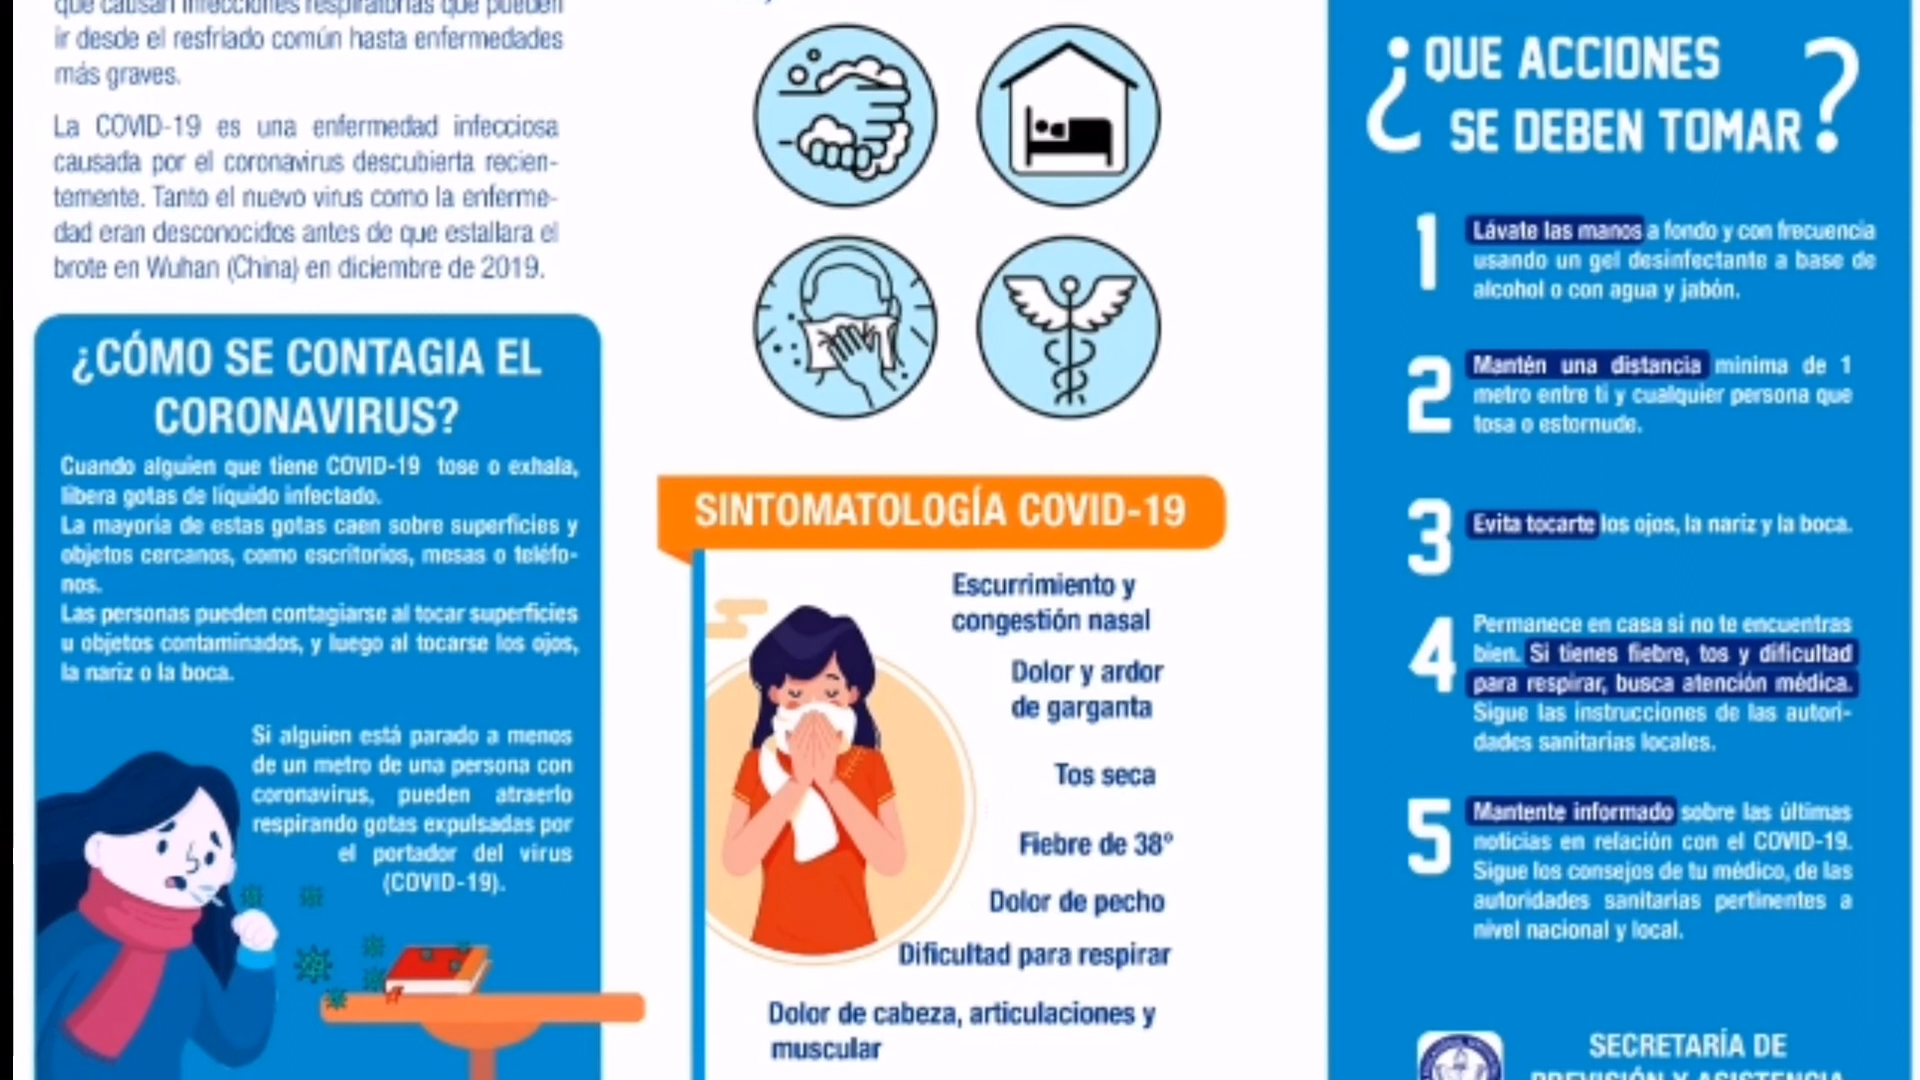 que causan infecciones respiratorias que pueden
ir desde el resfriado común hasta enfermedades
más graves.
La COVID-19 es una enfermedad infecciosa
causada por el coronavirus descubierta recien-
temente. Tanto el nuevo virus como la enferme-
dad eran desconocidos antes de que estallara el
brote en Wuhan (China) en diciembre de 2019.
¿CÓMO SE CONTAGIA EL
CORONAVIRUS?
Cuando alguien que tiene COVID-19 tose o exhala,
libera gotas de líquido infectado.
La mayoría de estas gotas caen sobre superficies y
objetos cercanos, como escritorios, mesas o teléfo-
nos.
Las personas pueden contagiarse al tocar superficies
u objetos contaminados, y luego al tocarse los ojos,
la nariz o la boca.
Si alguien está parado a menos
de un metro de una persona con
coronavirus, pueden atraerlo
respirando gotas expulsadas por
el portador del virus
(COVID-19).
SINTOMATOLOGÍA COVID-19
Escurrimiento y
congestión nasal
Dolor y ardor
de garganta
Tos seca
Fiebre de 38°
Dolor de pecho
Dificultad para respirar
Dolor de cabeza, articulaciones y
muscular
¿QUE ACCIONES
SE DEBEN TOMAR?
1 Lávate las manos a fondo y con frecuencia
usando un gel desinfectante a base de
alcohol o con agua y jabón.
2 Mantén una distancia minima de 1
metro entre ti y cualquier persona que
tosa o estornude.
3 Evita tocarte los ojos, la nariz y la boca.
4 Permanece en casa si no te encuentras
bien. Si tienes fiebre, tos y dificultad
para respirar, busca atención médica.
Sigue las instrucciones de las autori-
dades sanitarias locales.
5 Mantente informado sobre las últimas
noticias en relación con el COVID-19.
Sigue los consejos de tu médico, de las
autoridades sanitarias pertinentes a
nivel nacional y local.
SECRETARÍA DE
PREVISIÓN Y ASISTENCIA